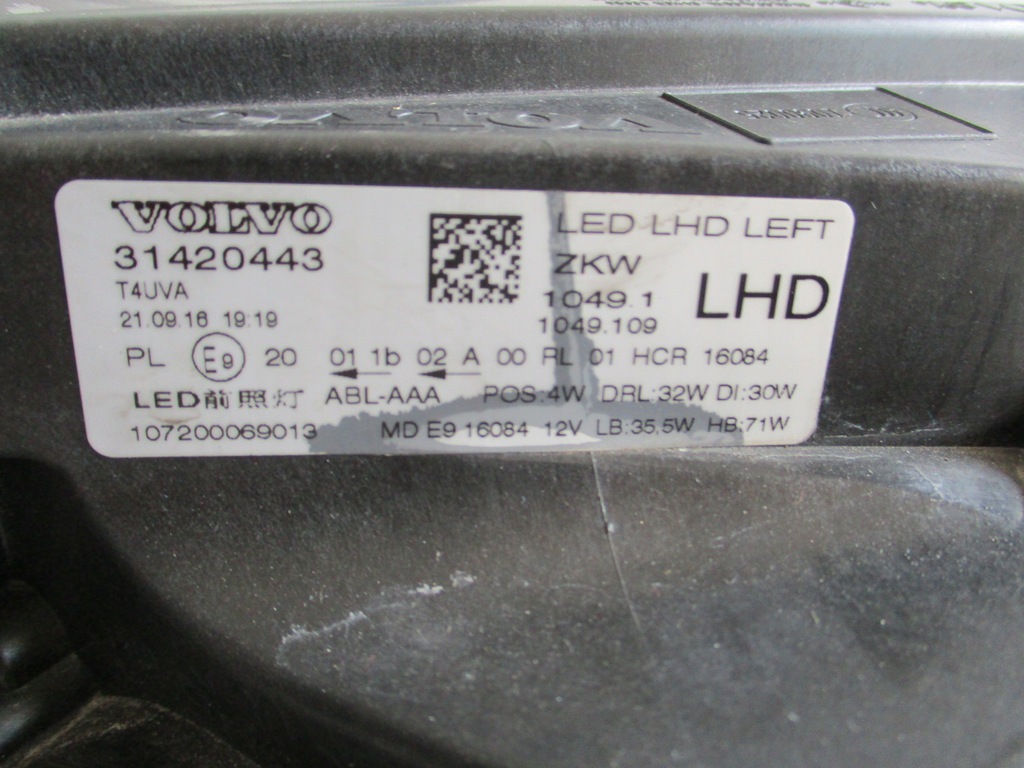 VOLVO
VOLVO
31420443
T4UVA
21.09.16 19:19
LED LHD LEFT
ZKW
1049.1
1049.109
LHD
PL E9 20 01 1b 02 A 00 RL 01 HCR 16084
LED前照灯 ABL-AAA POS:4W DRL:32W DI:30W
107200069013 MD E9 16084 12V LB:35.5W HB:71W